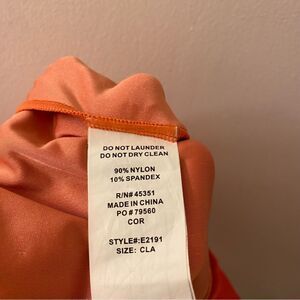 DO NOT LAUNDER
DO NOT DRY CLEAN
90% NYLON
10% SPANDEX
R/N# 45351
MADE IN CHINA
PO # 79560
COR
STYLE#:E2191
SIZE: CLA